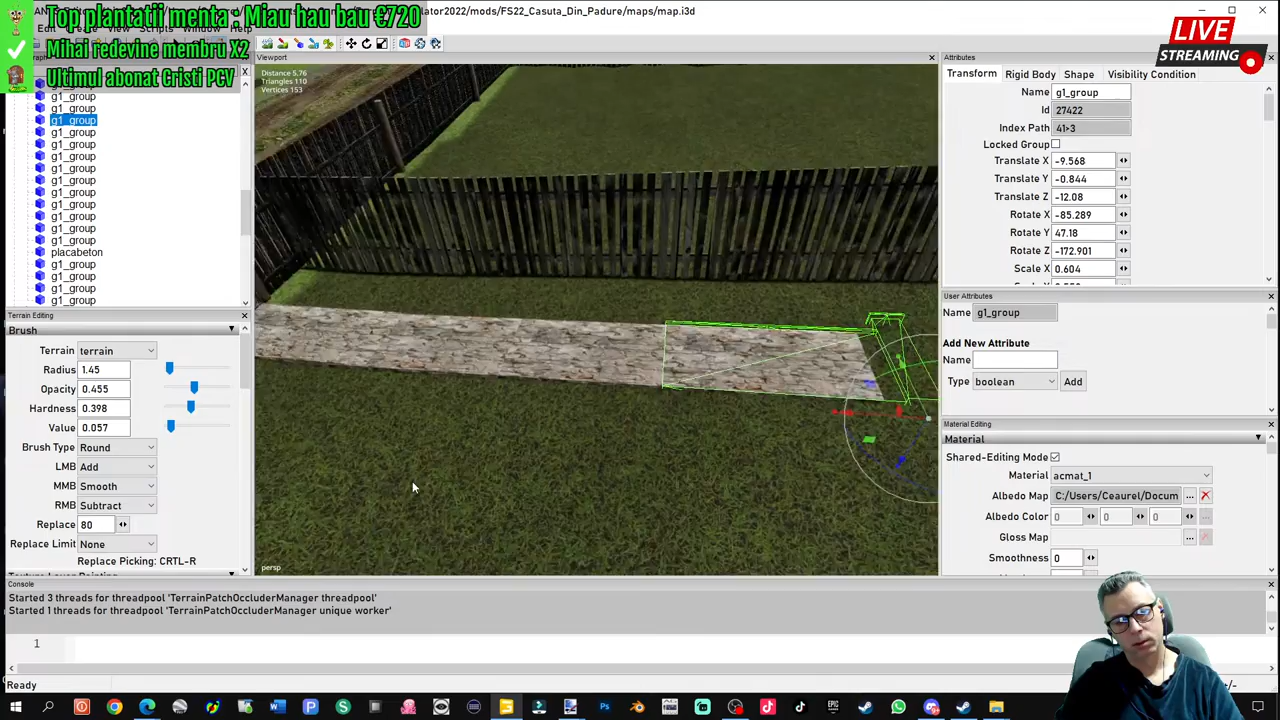 Top plantatii menta : Miau hau bau €720
Mihai redevine membru X2
Ultimul abonat Cristi PCV
ulator2022/mods/FS22_Casuta_Din_Padure/maps/map.i3d
LIVE
STREAMING
Viewport
Distance 5.76
Triangles 110
Vertices 153
persp
g1_group
g1_group
g1_group
g1_group
g1_group
g1_group
g1_group
g1_group
g1_group
g1_group
g1_group
g1_group
g1_group
placabeton
g1_group
g1_group
g1_group
g1_group
Terrain Editing
Brush
Terrain terrain
Radius 1.45
Opacity 0.455
Hardness 0.398
Value 0.057
Brush Type Round
LMB Add
MMB Smooth
RMB Subtract
Replace 80
Replace Limit None
Replace Picking: CRTL-R
Attributes
Transform Rigid Body Shape Visibility Condition
Name g1_group
Id 27422
Index Path 41>3
Locked Group
Translate X -9.568
Translate Y -0.844
Translate Z -12.08
Rotate X -85.289
Rotate Y 47.18
Rotate Z -172.901
Scale X 0.604
User Attributes
Name g1_group
Add New Attribute
Name
Type boolean Add
Material Editing
Material
Shared-Editing Mode
Material acmat_1
Albedo Map C:/Users/Ceaurel/Docum
Albedo Color 0 0 0
Gloss Map
Smoothness 0
Console
Started 3 threads for threadpool 'TerrainPatchOccluderManager threadpool'
Started 1 threads for threadpool 'TerrainPatchOccluderManager unique worker'
1
Ready
+/-